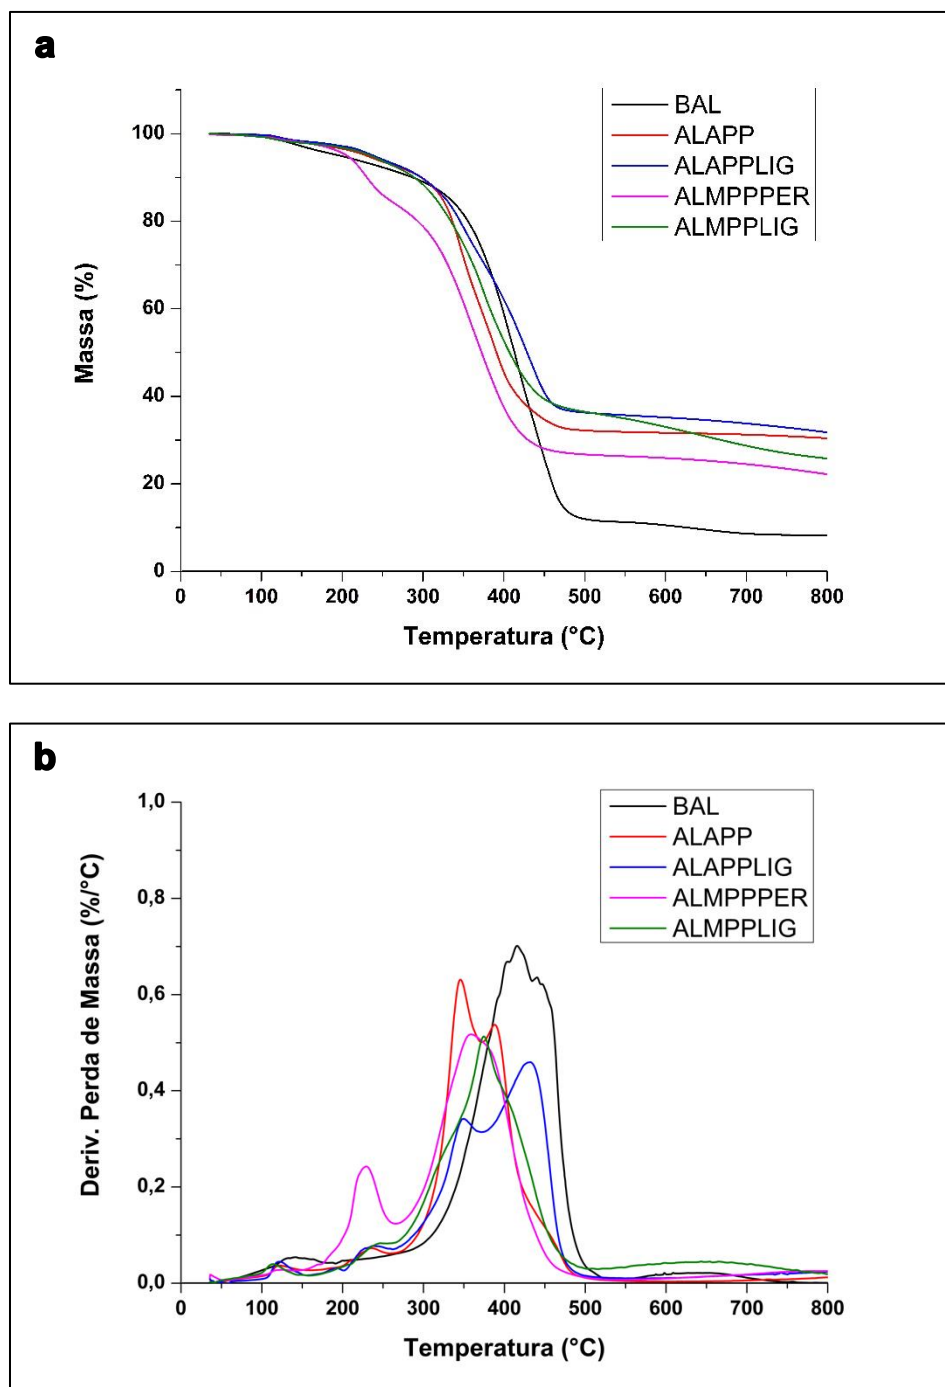 a
BAL
ALAPP
ALAPPLIG
ALMPPPER
ALMPPLIG
100
80
60
40
20
0
Massa (%)
0 100 200 300 400 500 600 700 800
Temperatura (°C)
b
BAL
ALAPP
ALAPPLIG
ALMPPPER
ALMPPLIG
1,0
0,8
0,6
0,4
0,2
0,0
Deriv. Perda de Massa (%/°C)
0 100 200 300 400 500 600 700 800
Temperatura (°C)